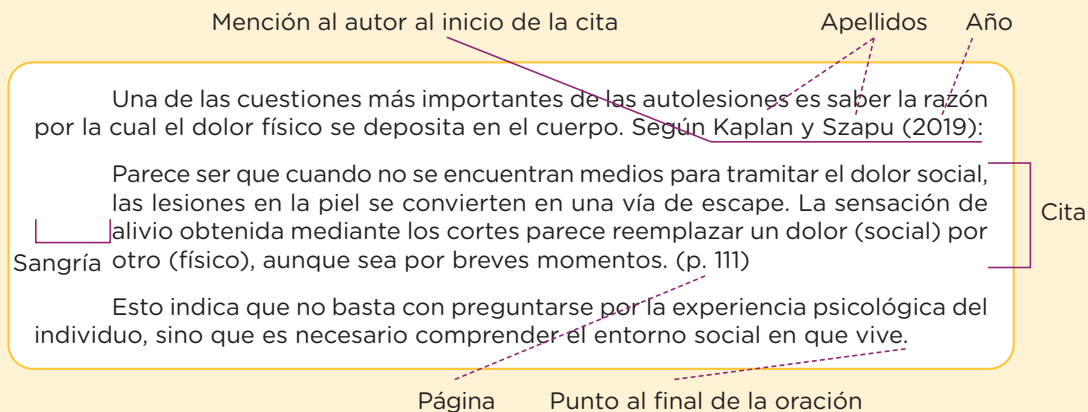 Mención al autor al inicio de la cita Apellidos Año
Una de las cuestiones más importantes de las autolesiones es saber la razón
por la cual el dolor físico se deposita en el cuerpo. Según Kaplan y Szapu (2019):
Parece ser que cuando no se encuentran medios para tramitar el dolor social,
las lesiones en la piel se convierten en una vía de escape. La sensación de
alivio obtenida mediante los cortes parece reemplazar un dolor (social) por
otro (físico), aunque sea por breves momentos. (p. 111)
Cita
Sangría
Esto indica que no basta con preguntarse por la experiencia psicológica del
individuo, sino que es necesario comprender el entorno social en que vive.
Página Punto al final de la oración